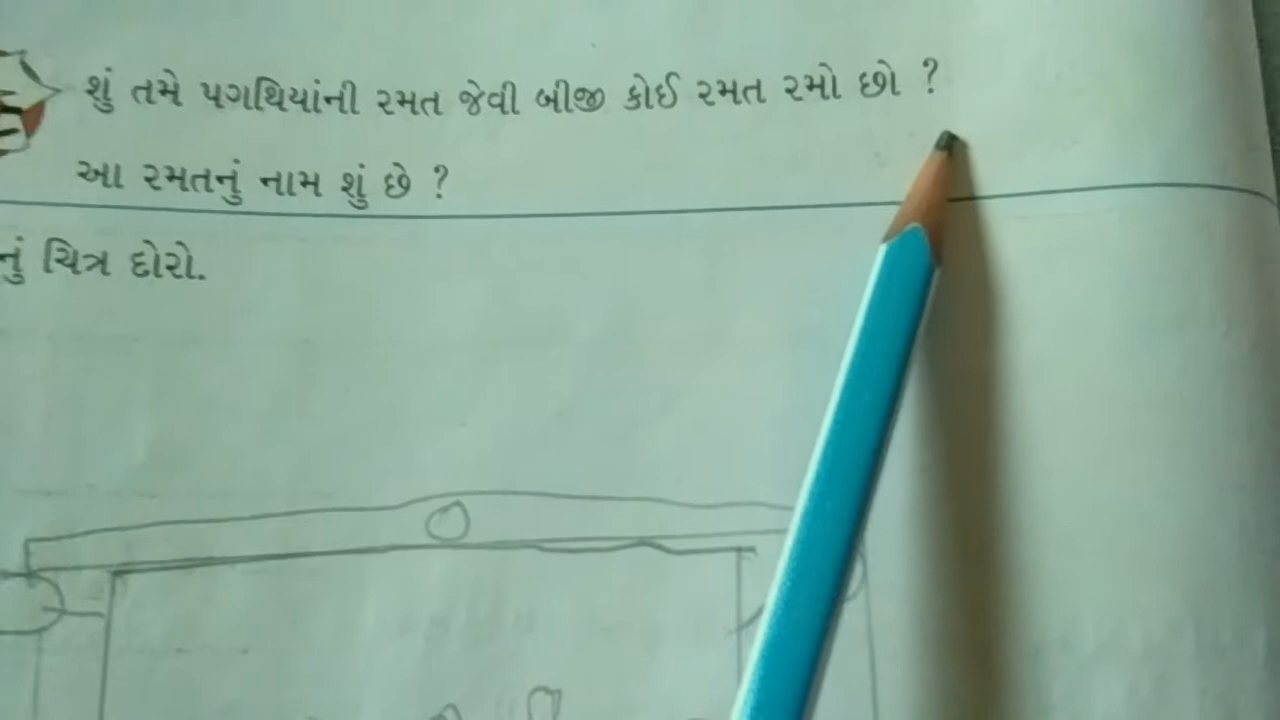 શું તમે પગથિયાંની રમત જેવી બીજી કોઈ રમત રમો છો ?
આ રમતનું નામ શું છે ?
નું ચિત્ર દોરો.